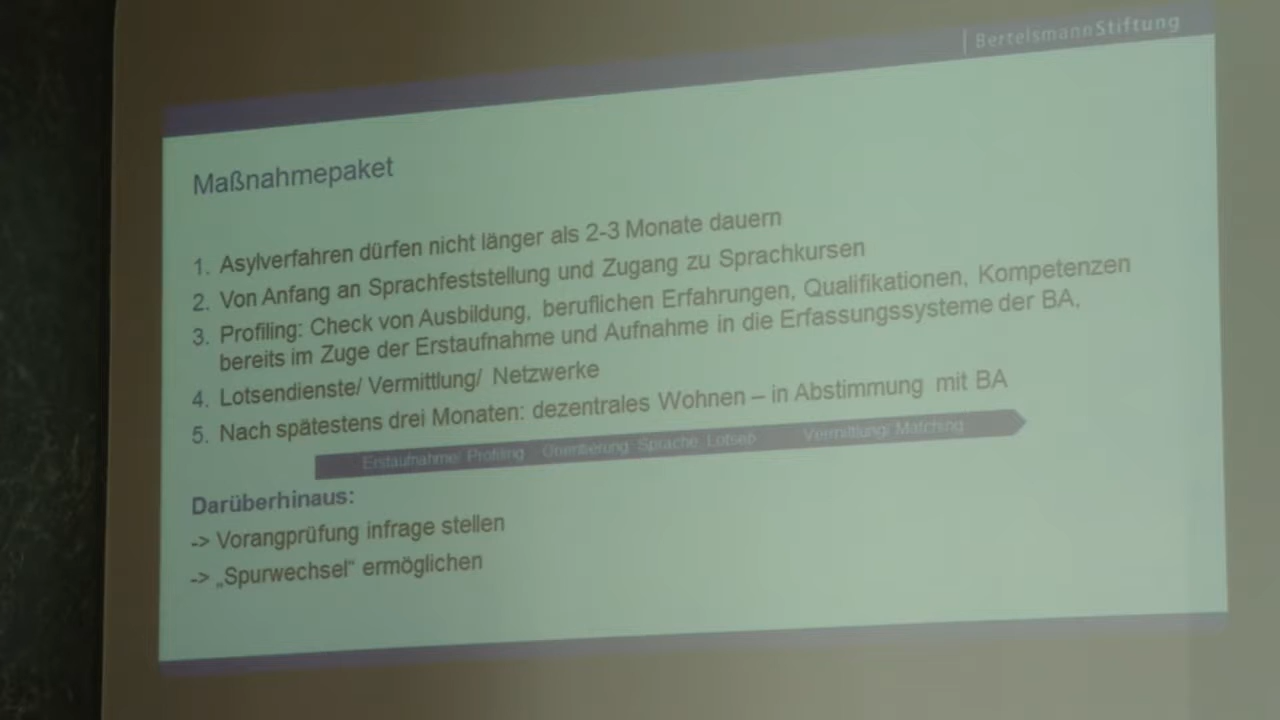 BertelsmannStiftung
Maßnahmepaket
1. Asylverfahren dürfen nicht länger als 2-3 Monate dauern
2. Von Anfang an Sprachfeststellung und Zugang zu Sprachkursen
3. Profiling: Check von Ausbildung, beruflichen Erfahrungen, Qualifikationen, Kompetenzen
bereits im Zuge der Erstaufnahme und Aufnahme in die Erfassungssysteme der BA,
4. Lotsendienste/ Vermittlung/ Netzwerke
5. Nach spätestens drei Monaten: dezentrales Wohnen – in Abstimmung mit BA
Erstaufnahme/ Profiling Orientierung, Sprache, Vermittlung/ Matching
Darüberhinaus:
-> Vorangprüfung infrage stellen
-> „Spurwechsel“ ermöglichen